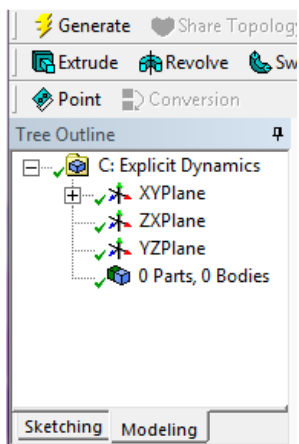 Generate Share Topology
Extrude Revolve Sw
Point Conversion
Tree Outline
C: Explicit Dynamics
XYPlane
ZXPlane
YZPlane
0 Parts, 0 Bodies
Sketching Modeling